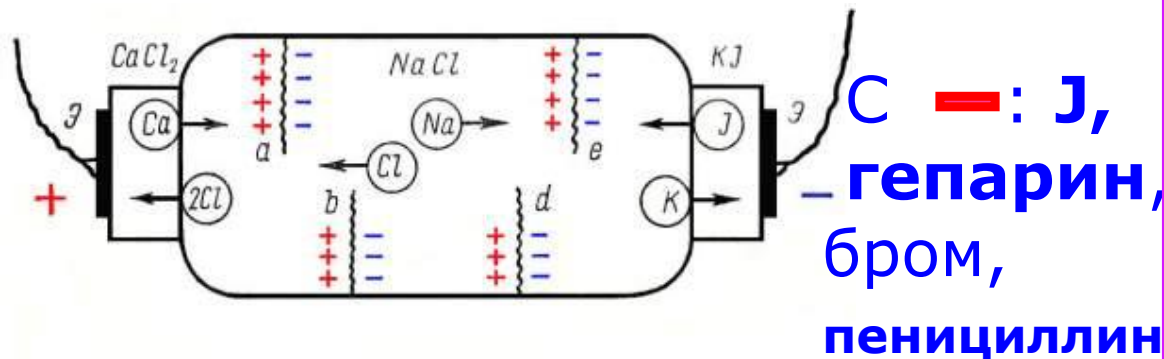 CaCl₂
NaCl
KJ
Э
Э
+ − + −
+ − + −
+ − + −
+ − + −
Ca
Na
J
a
e
Cl
+
2Cl
b
d
K
−
+ − + −
+ − + −
+ − + −
С −: J,
гепарин,
бром,
пенициллин